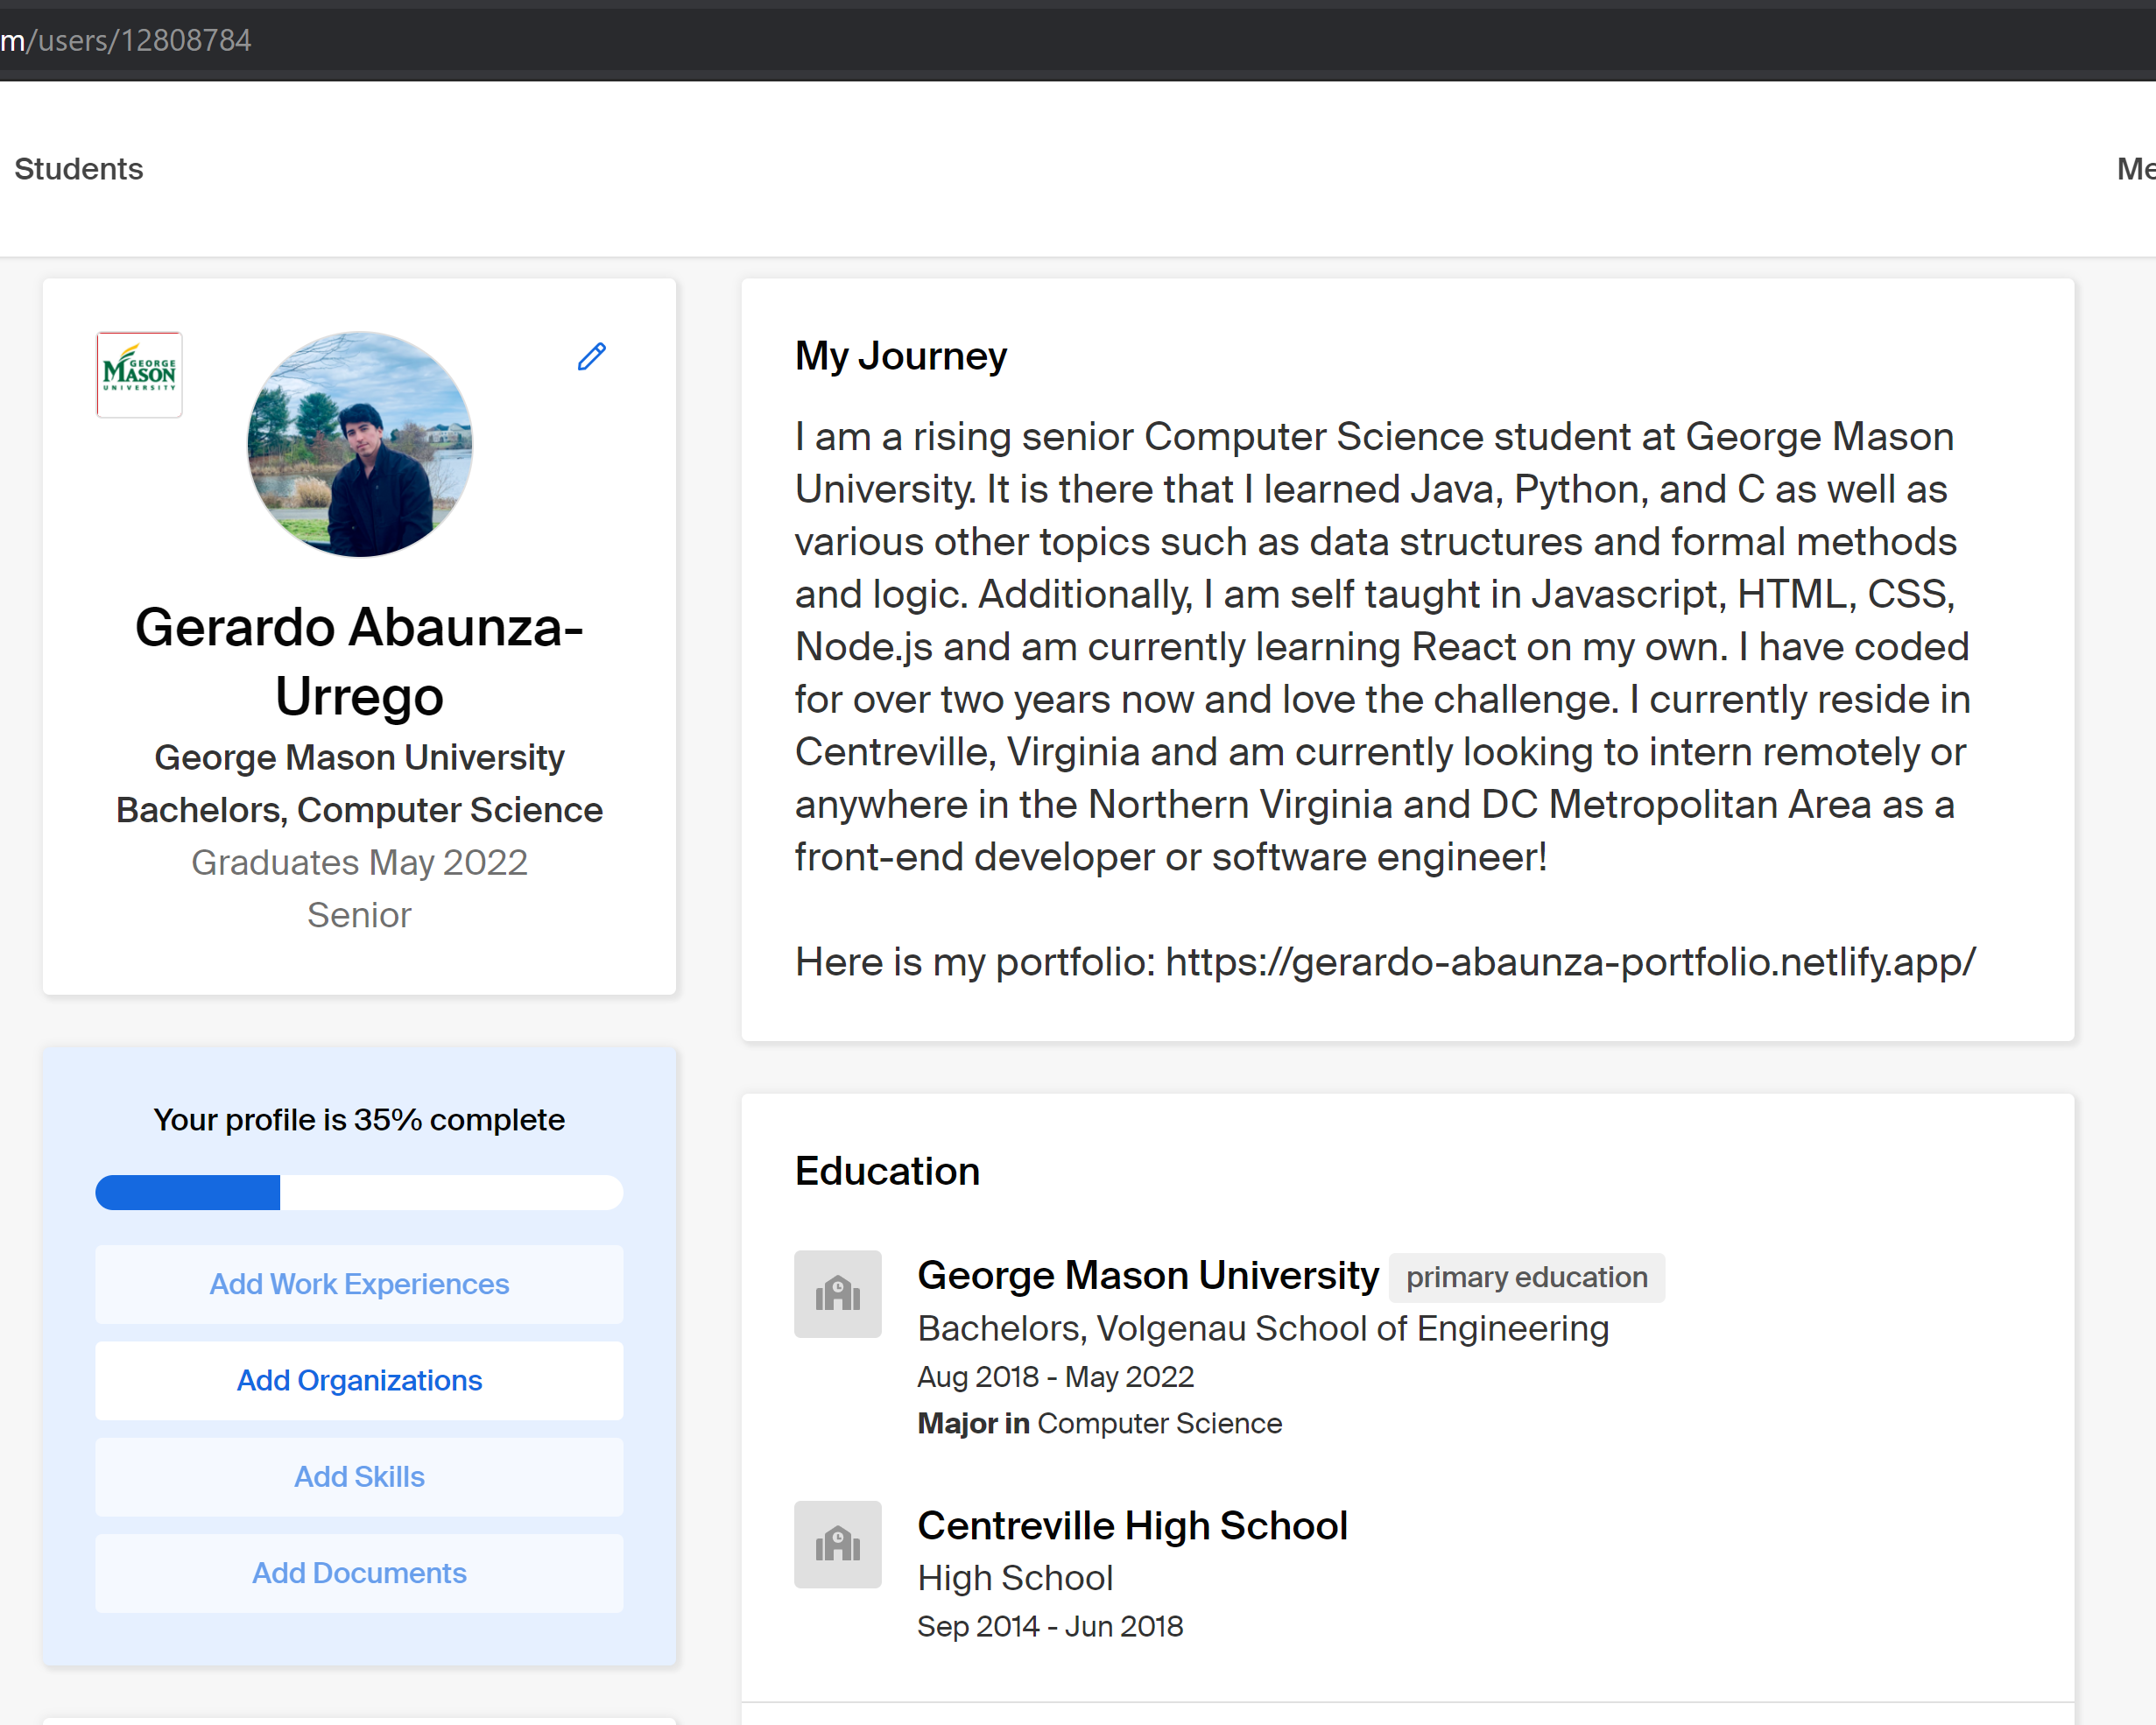 m/users/12808784
Students
Me
GEORGE
MASON
UNIVERSITY
Gerardo Abaunza-
Urrego
George Mason University
Bachelors, Computer Science
Graduates May 2022
Senior
Your profile is 35% complete
Add Work Experiences
Add Organizations
Add Skills
Add Documents
My Journey
I am a rising senior Computer Science student at George Mason
University. It is there that I learned Java, Python, and C as well as
various other topics such as data structures and formal methods
and logic. Additionally, I am self taught in Javascript, HTML, CSS,
Node.js and am currently learning React on my own. I have coded
for over two years now and love the challenge. I currently reside in
Centreville, Virginia and am currently looking to intern remotely or
anywhere in the Northern Virginia and DC Metropolitan Area as a
front-end developer or software engineer!
Here is my portfolio: https://gerardo-abaunza-portfolio.netlify.app/
Education
George Mason University primary education
Bachelors, Volgenau School of Engineering
Aug 2018 - May 2022
Major in Computer Science
Centreville High School
High School
Sep 2014 - Jun 2018